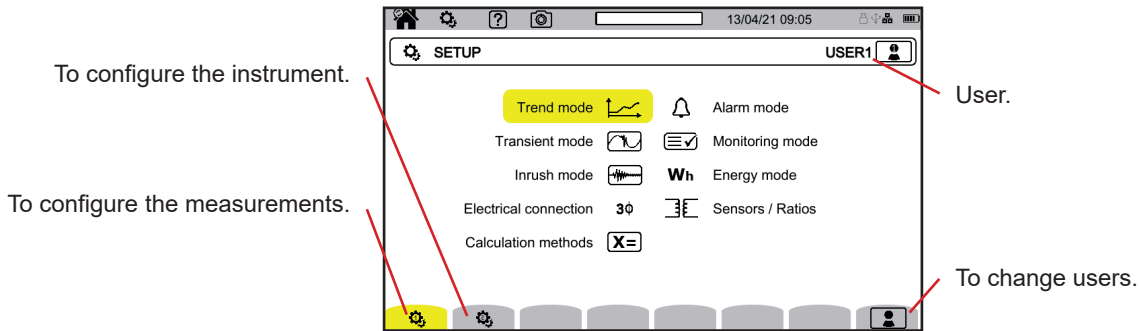 13/04/21 09:05
SETUP USER1
To configure the instrument.
User.
Trend mode Alarm mode
Transient mode Monitoring mode
Inrush mode Wh Energy mode
To configure the measurements.
Electrical connection 3ϕ Sensors / Ratios
Calculation methods X=
To change users.